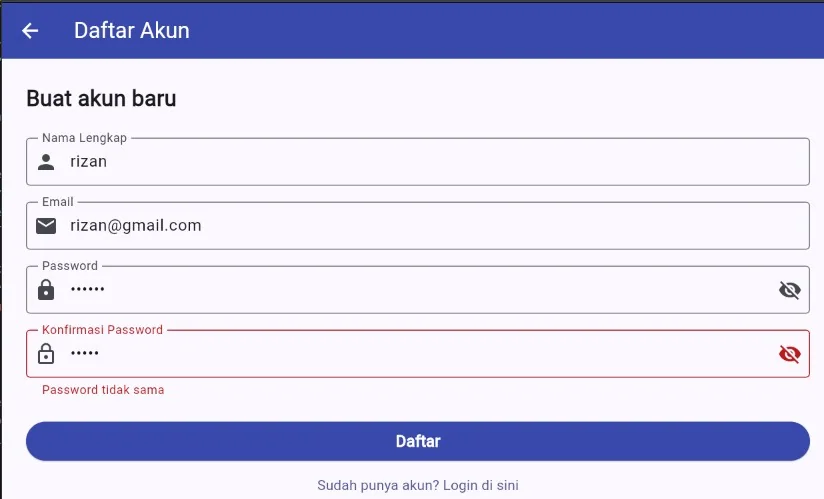 Daftar Akun
Buat akun baru
Nama Lengkap
rizan
Email
rizan@gmail.com
Password
••••••
Konfirmasi Password
•••••
Password tidak sama
Daftar
Sudah punya akun? Login di sini